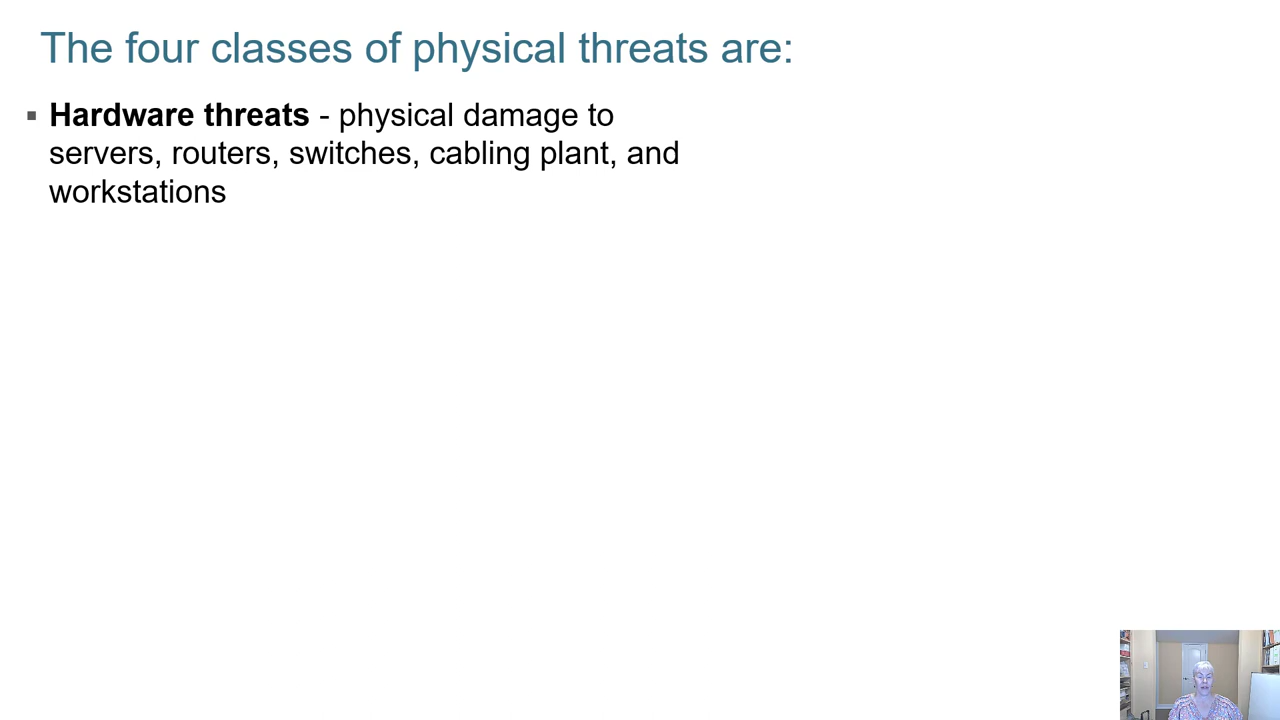 The four classes of physical threats are:
▪ Hardware threats - physical damage to
servers, routers, switches, cabling plant, and
workstations